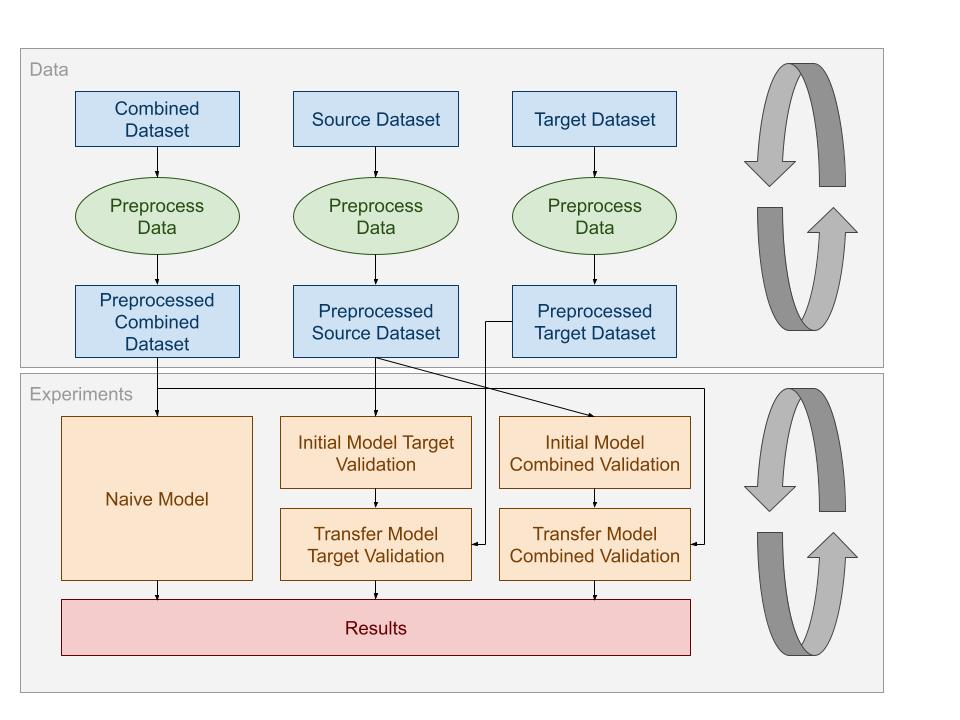 Data
Combined
Dataset
Source Dataset
Target Dataset
Preprocess
Data
Preprocess
Data
Preprocess
Data
Preprocessed
Combined
Dataset
Preprocessed
Source Dataset
Preprocessed
Target Dataset
Experiments
Naive Model
Initial Model Target
Validation
Initial Model
Combined Validation
Transfer Model
Target Validation
Transfer Model
Combined Validation
Results